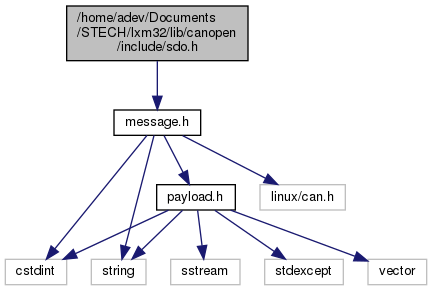 /home/adev/Documents
/STECH/lxm32/lib/canopen
/include/sdo.h
message.h
payload.h
linux/can.h
cstdint
string
sstream
stdexcept
vector